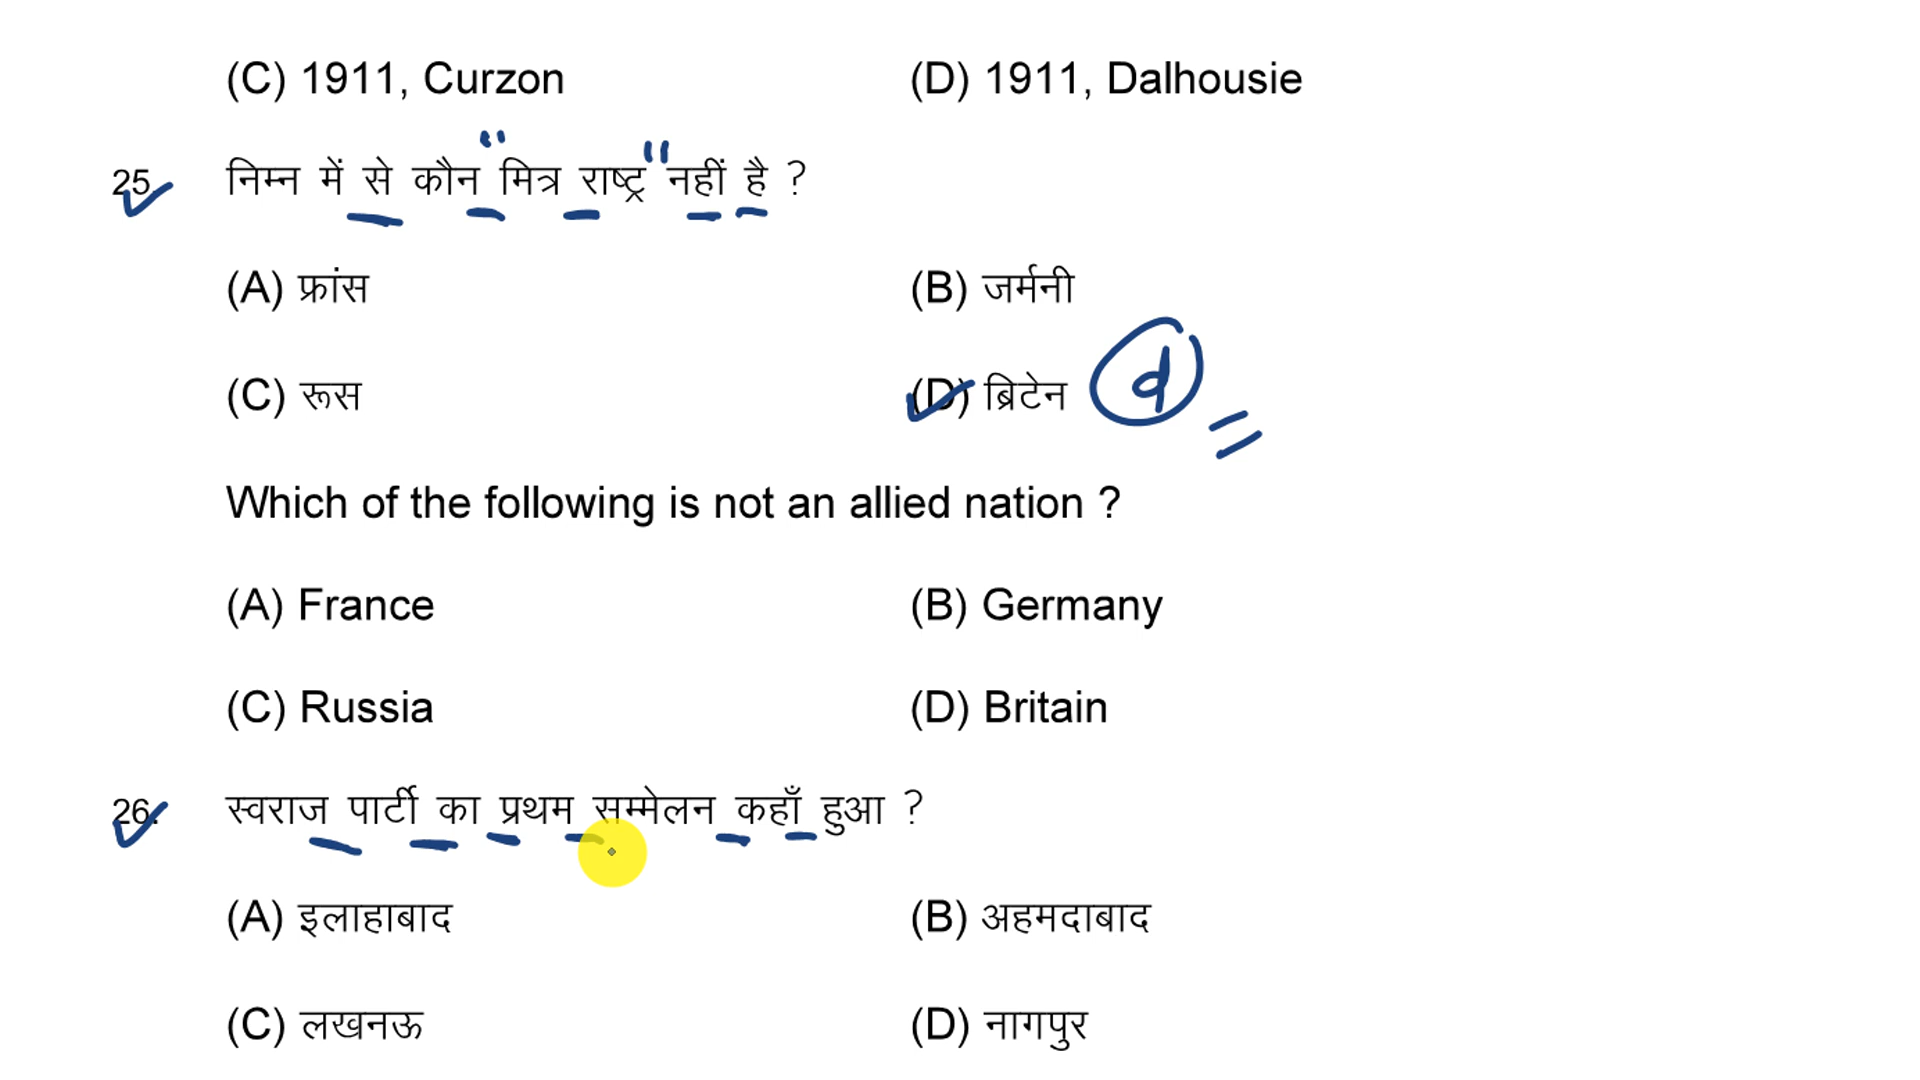 (C) 1911, Curzon (D) 1911, Dalhousie
25. निम्न में से कौन "मित्र राष्ट्र" नहीं है ?
(A) फ्रांस (B) जर्मनी
(C) रूस (D) ब्रिटेन d
Which of the following is not an allied nation ?
(A) France (B) Germany
(C) Russia (D) Britain
26. स्वराज पार्टी का प्रथम सम्मेलन कहाँ हुआ ?
(A) इलाहाबाद (B) अहमदाबाद
(C) लखनऊ (D) नागपुर